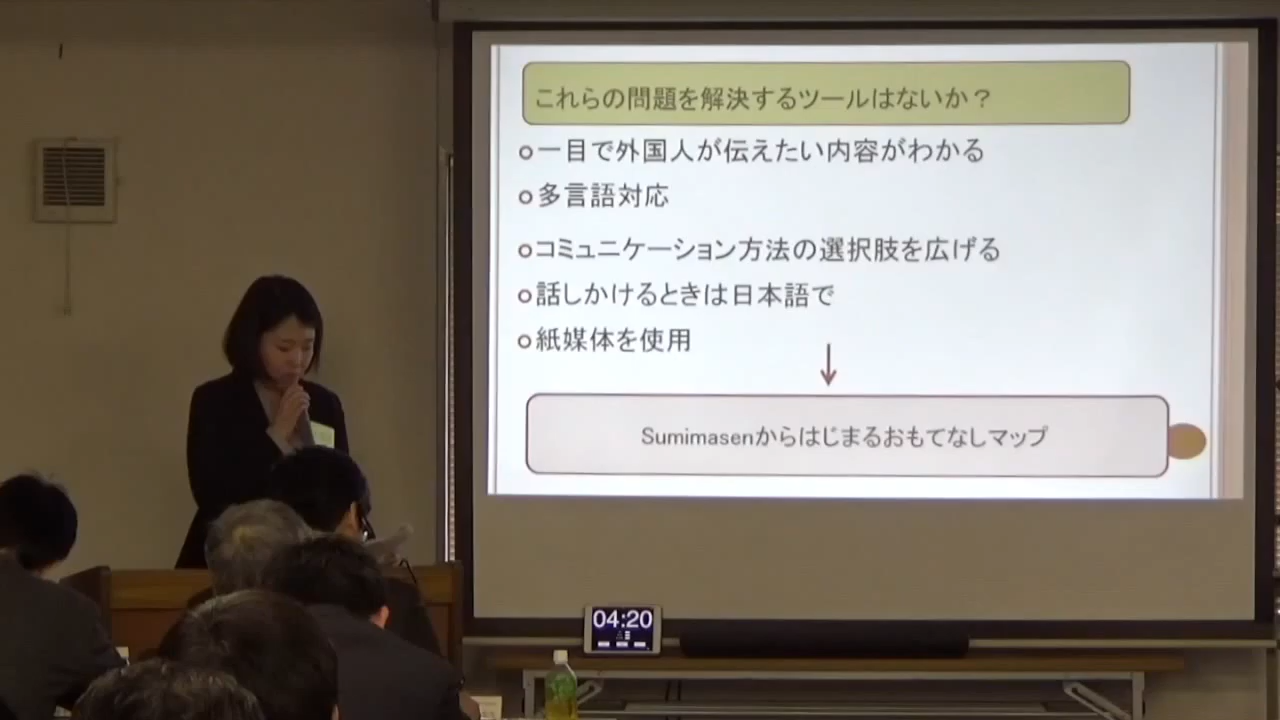 これらの問題を解決するツールはないか？
一目で外国人が伝えたい内容がわかる
多言語対応
コミュニケーション方法の選択肢を広げる
話しかけるときは日本語で
紙媒体を使用
Sumimasenからはじまるおもてなしマップ
04:20